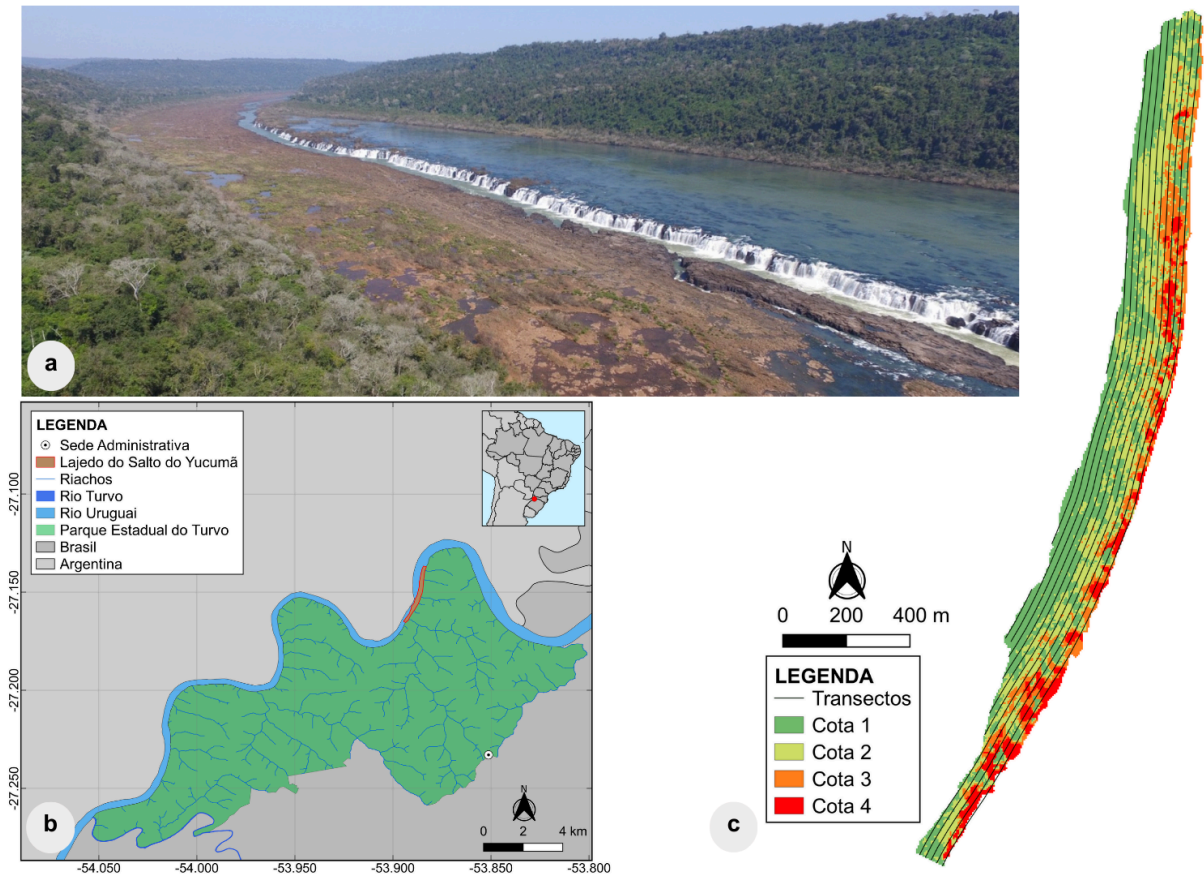 a
LEGENDA
Sede Administrativa
Lajedo do Salto do Yucumã
Riachos
Rio Turvo
Rio Uruguai
Parque Estadual do Turvo
Brasil
Argentina
-27.100
-27.150
-27.200
-27.250
N
0 2 4 km
b
-54.050 -54.000 -53.950 -53.900 -53.850 -53.800
N
0 200 400 m
LEGENDA
Transectos
Cota 1
Cota 2
Cota 3
Cota 4
c